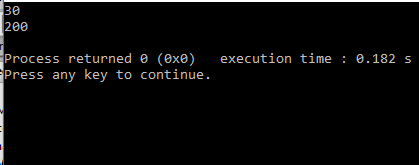 30
200
Process returned 0 (0x0)   execution time : 0.182 s
Press any key to continue.